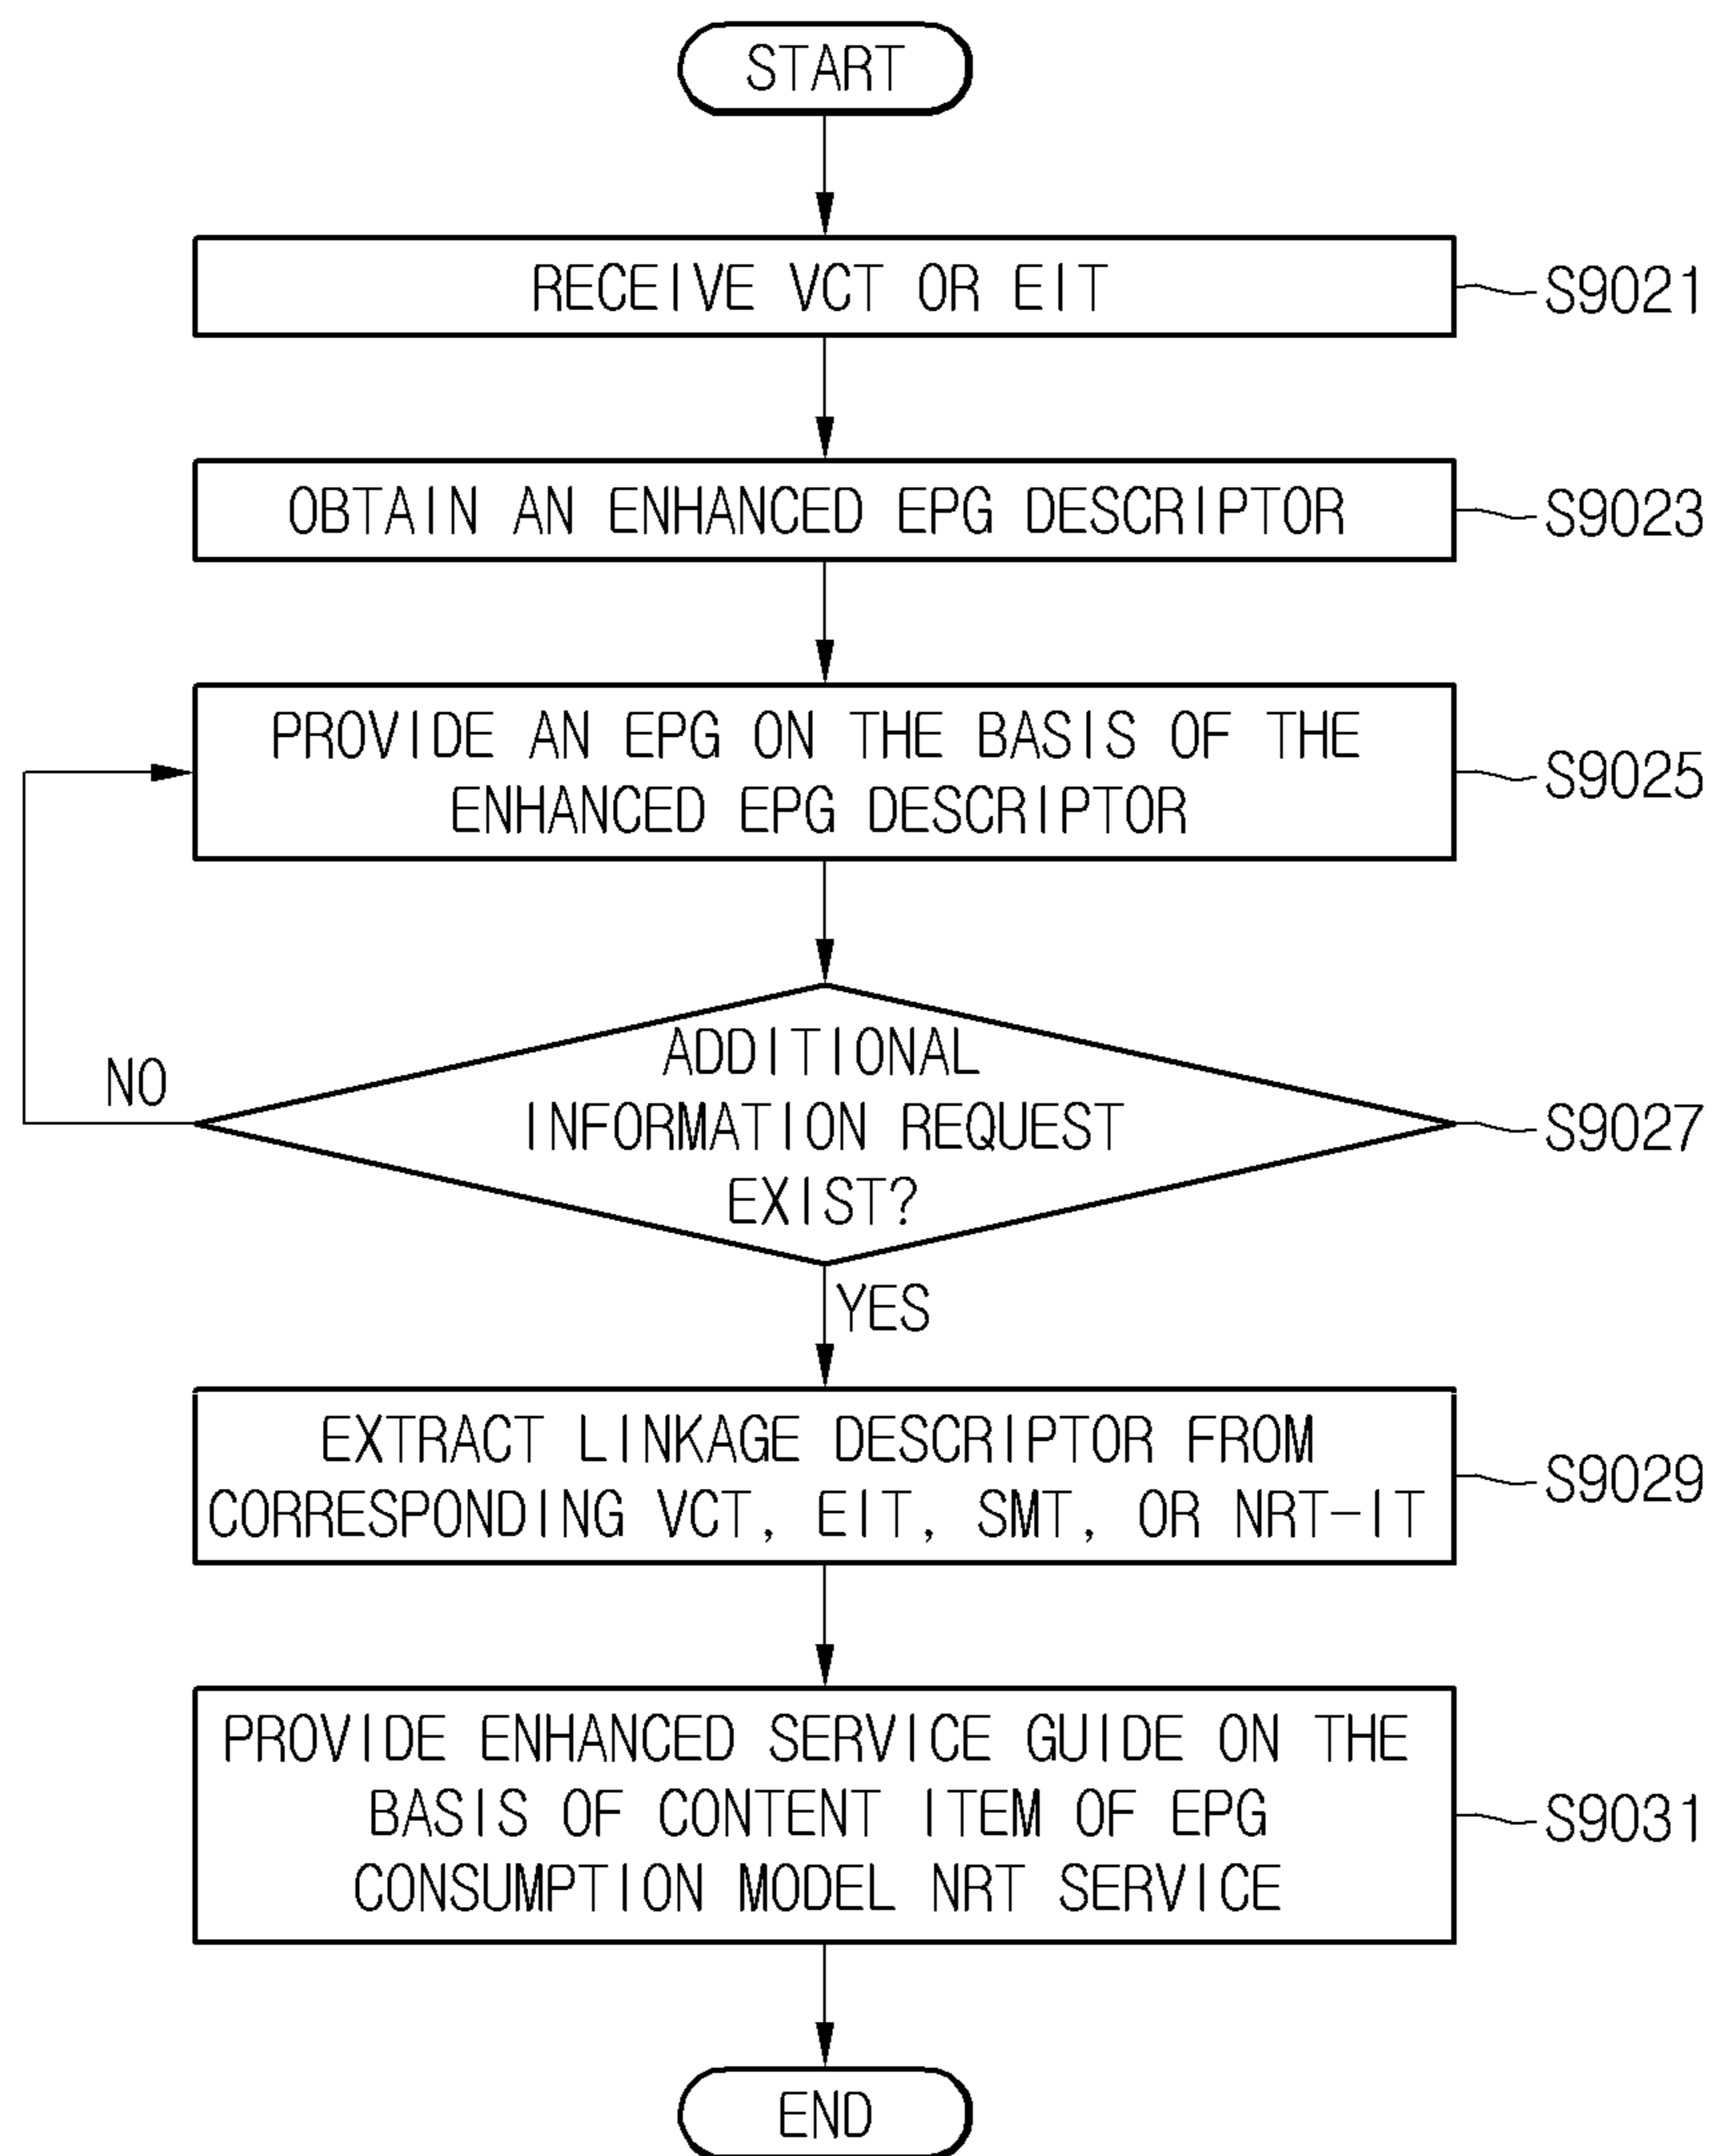 START
RECEIVE VCT OR EIT
S9021
OBTAIN AN ENHANCED EPG DESCRIPTOR
S9023
PROVIDE AN EPG ON THE BASIS OF THE
ENHANCED EPG DESCRIPTOR
S9025
ADDITIONAL
INFORMATION REQUEST
EXIST?
S9027
NO
YES
EXTRACT LINKAGE DESCRIPTOR FROM
CORRESPONDING VCT, EIT, SMT, OR NRT-IT
S9029
PROVIDE ENHANCED SERVICE GUIDE ON THE
BASIS OF CONTENT ITEM OF EPG
CONSUMPTION MODEL NRT SERVICE
S9031
END